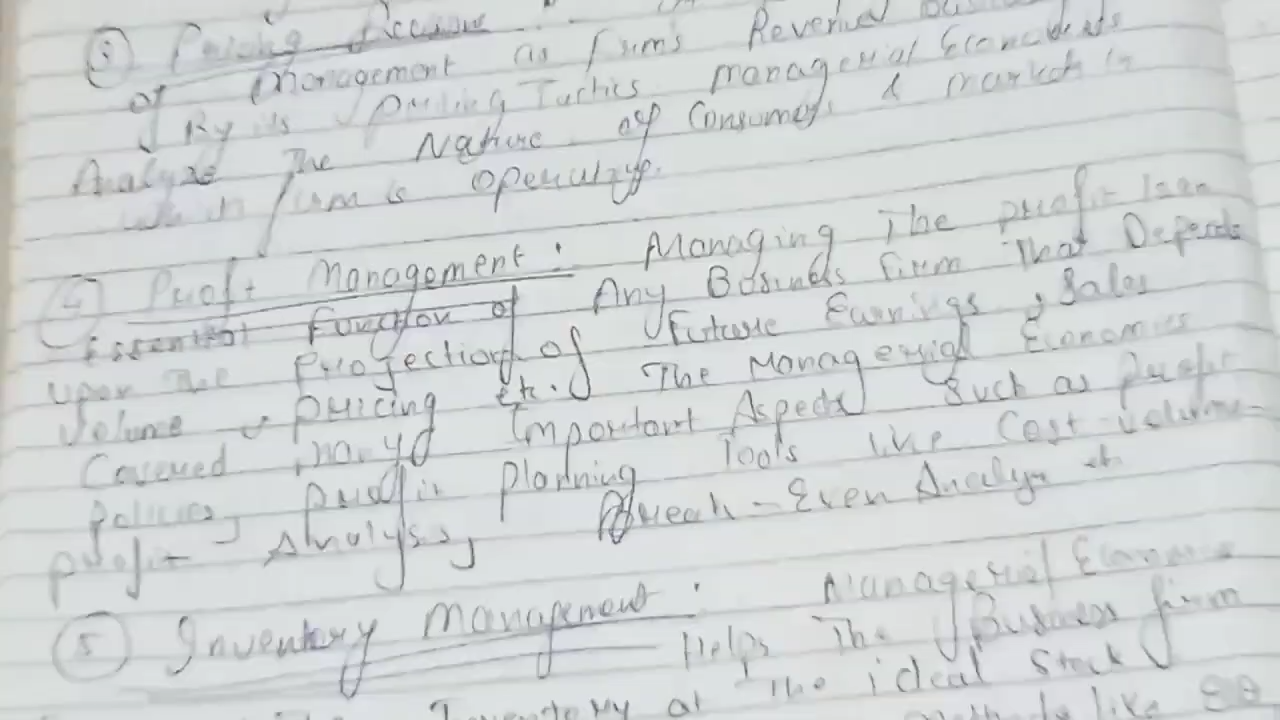 ③ Pricing Decisions :
of Management as firms Revenue
By its pricing Tactics managerial Economists
Analyze The Nature of Consumers & markets in
which firm is operating.
④ Profit Management : Managing The profit is an
Essential Function of Any Business firm That Depends
upon The Projection of Future Earnings, Sales
Volume, pricing etc. The Managerial Economics
Covered many Important Aspects Such as profit
policies, profit planning Tools like Cost-Volume-
profit Analysis, Break-Even Analysis etc
⑤ Inventory Management : Managerial Economics
Helps The Business firm
Inventory at The ideal Stock
like